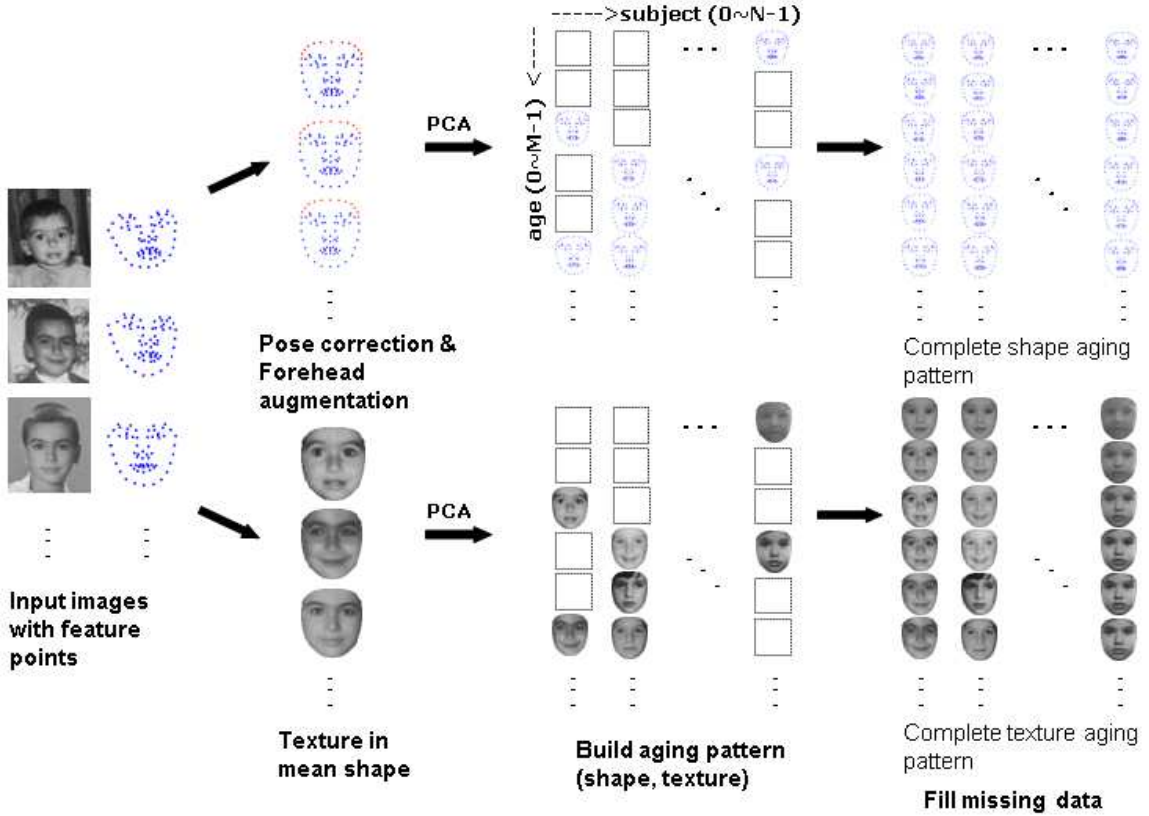 ----->subject (0~N-1)
age (0~M-1) <-----
PCA
Pose correction &
Forehead
augmentation
Complete shape aging
pattern
PCA
Input images
with feature
points
Texture in
mean shape
Build aging pattern
(shape, texture)
Complete texture aging
pattern
Fill missing data